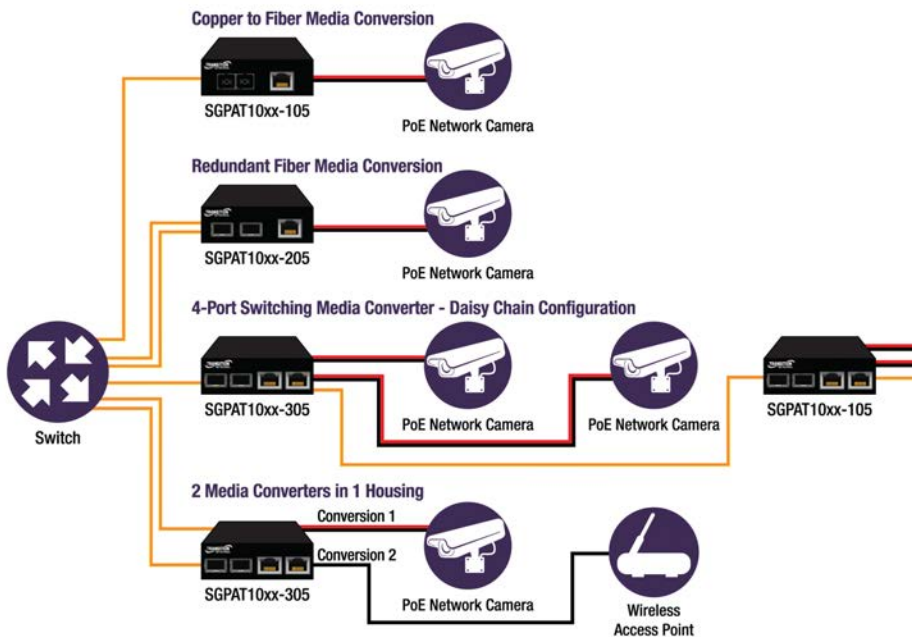 Copper to Fiber Media Conversion
SGPAT10xx-105
PoE Network Camera
Redundant Fiber Media Conversion
SGPAT10xx-205
PoE Network Camera
4-Port Switching Media Converter - Daisy Chain Configuration
SGPAT10xx-305
PoE Network Camera
PoE Network Camera
SGPAT10xx-105
Switch
2 Media Converters in 1 Housing
Conversion 1
Conversion 2
SGPAT10xx-305
PoE Network Camera
Wireless
Access Point